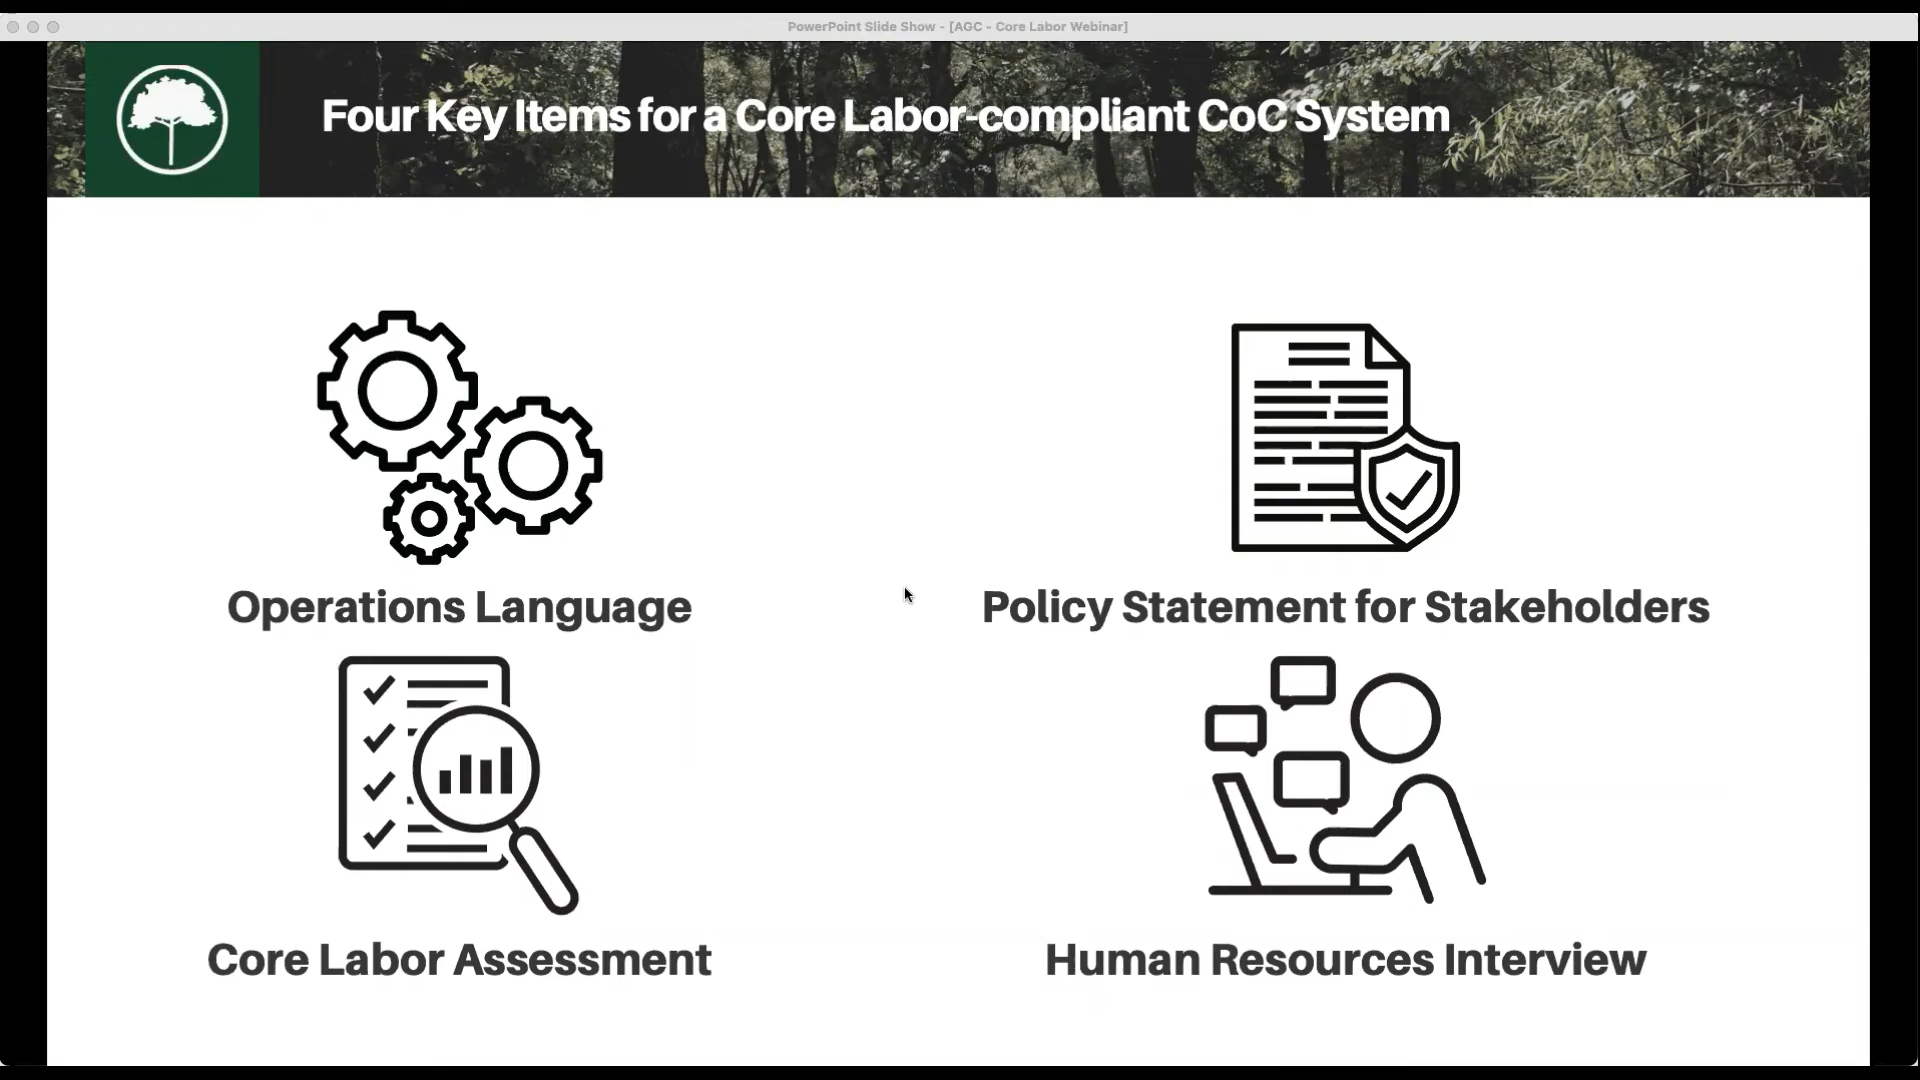 PowerPoint Slide Show - [AGC - Core Labor Webinar]
Four Key Items for a Core Labor-compliant CoC System
Operations Language
Policy Statement for Stakeholders
Core Labor Assessment
Human Resources Interview